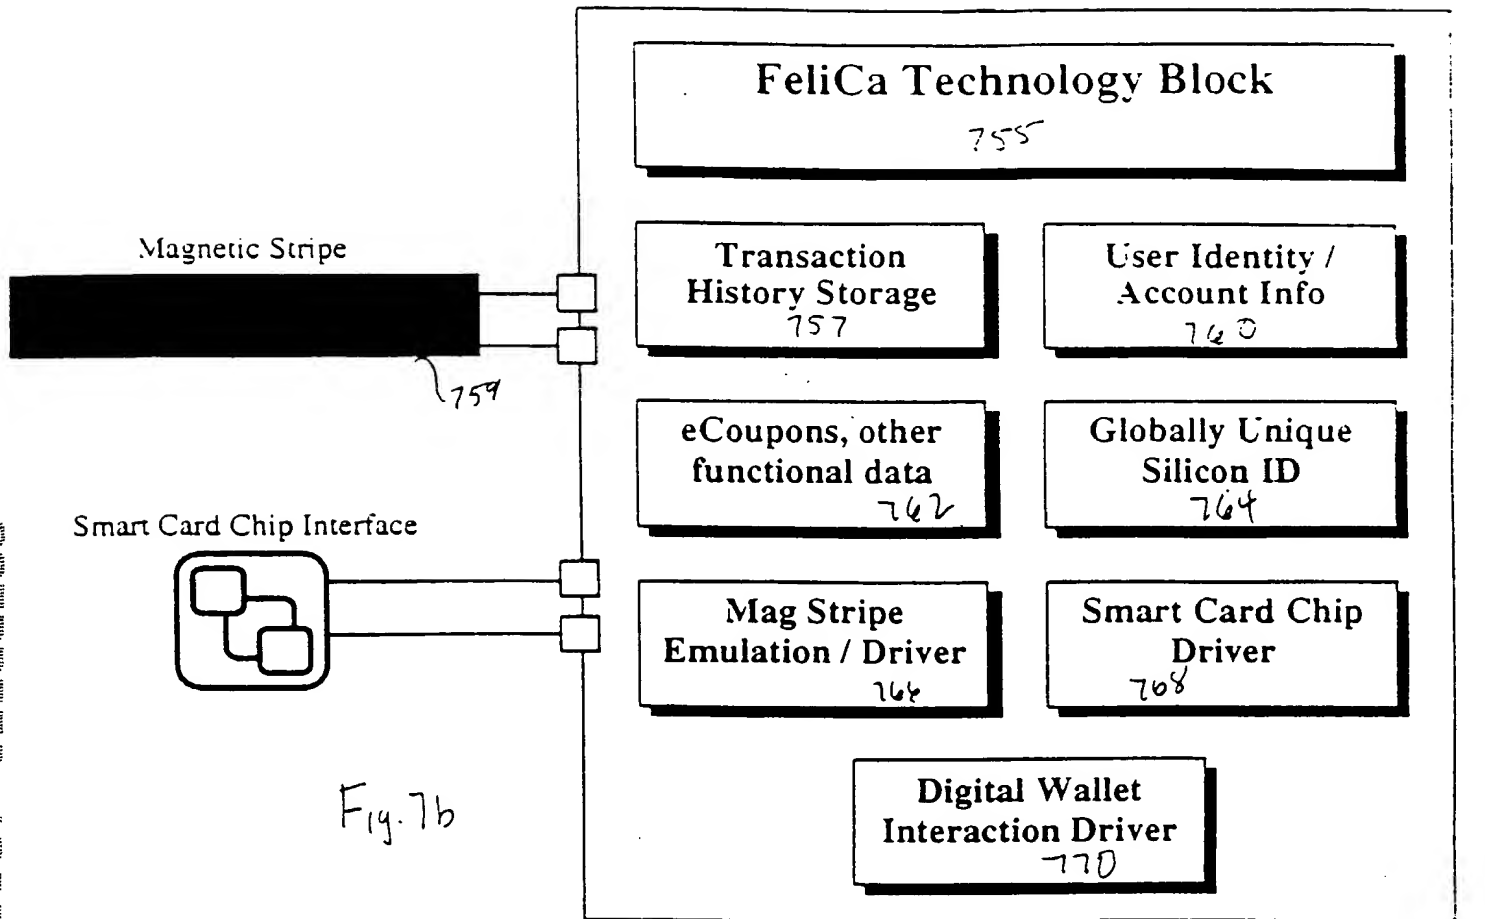 FeliCa Technology Block
755
Magnetic Stripe
759
Transaction
History Storage
757
User Identity /
Account Info
760
eCoupons, other
functional data
762
Globally Unique
Silicon ID
764
Smart Card Chip Interface
Mag Stripe
Emulation / Driver
766
Smart Card Chip
Driver
768
Digital Wallet
Interaction Driver
770
Fig. 7b